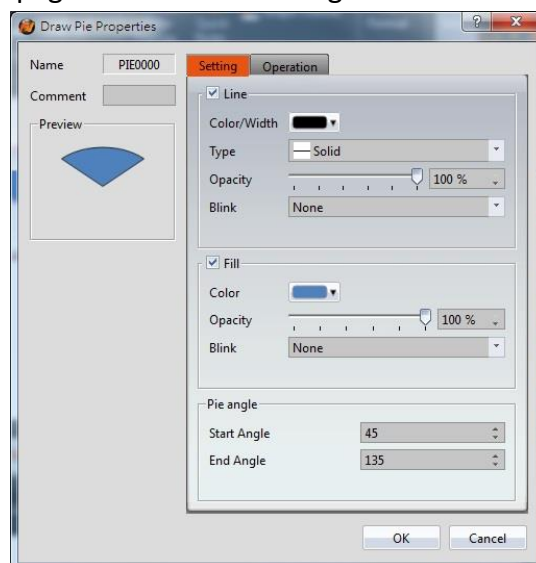 Draw Pie Properties
Name PIE0000
Comment
Preview
Setting Operation
Line
Color/Width
Type Solid
Opacity 100 %
Blink None
Fill
Color
Opacity 100 %
Blink None
Pie angle
Start Angle 45
End Angle 135
OK Cancel